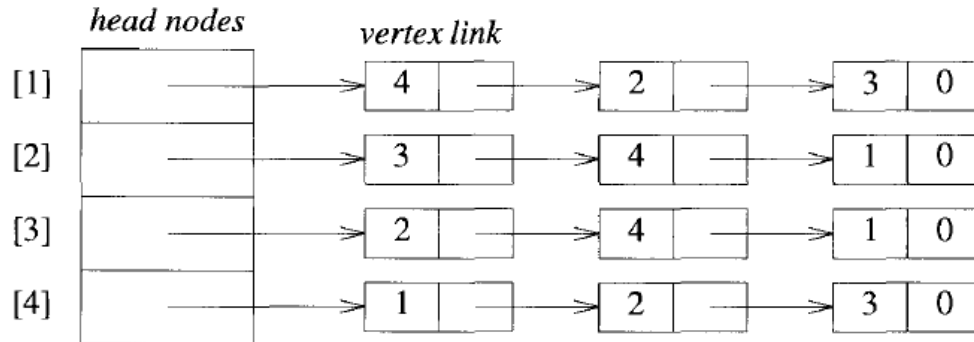 head nodes
vertex link
[1] 4 2 3 0
[2] 3 4 1 0
[3] 2 4 1 0
[4] 1 2 3 0